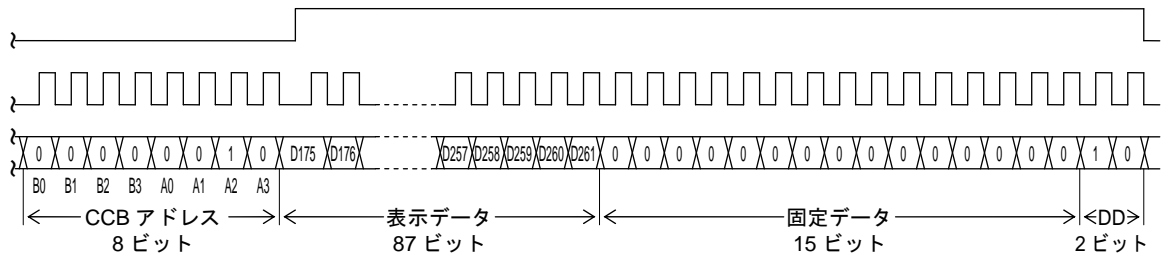 0 0 0 0 0 0 1 0 D175 D176 D257 D258 D259 D260 D261 0 0 0 0 0 0 0 0 0 0 0 0 0 0 0 1 0
B0 B1 B2 B3 A0 A1 A2 A3
CCB アドレス 表示データ 固定データ DD
8 ビット 87 ビット 15 ビット 2 ビット